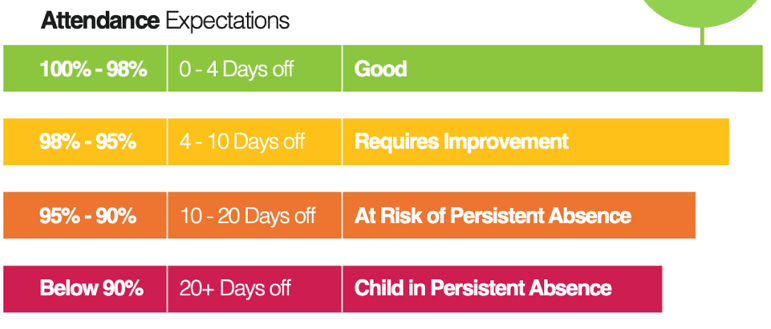 Attendance Expectations
100% - 98% 0 - 4 Days off Good
98% - 95% 4 - 10 Days off Requires Improvement
95% - 90% 10 - 20 Days off At Risk of Persistent Absence
Below 90% 20+ Days off Child in Persistent Absence